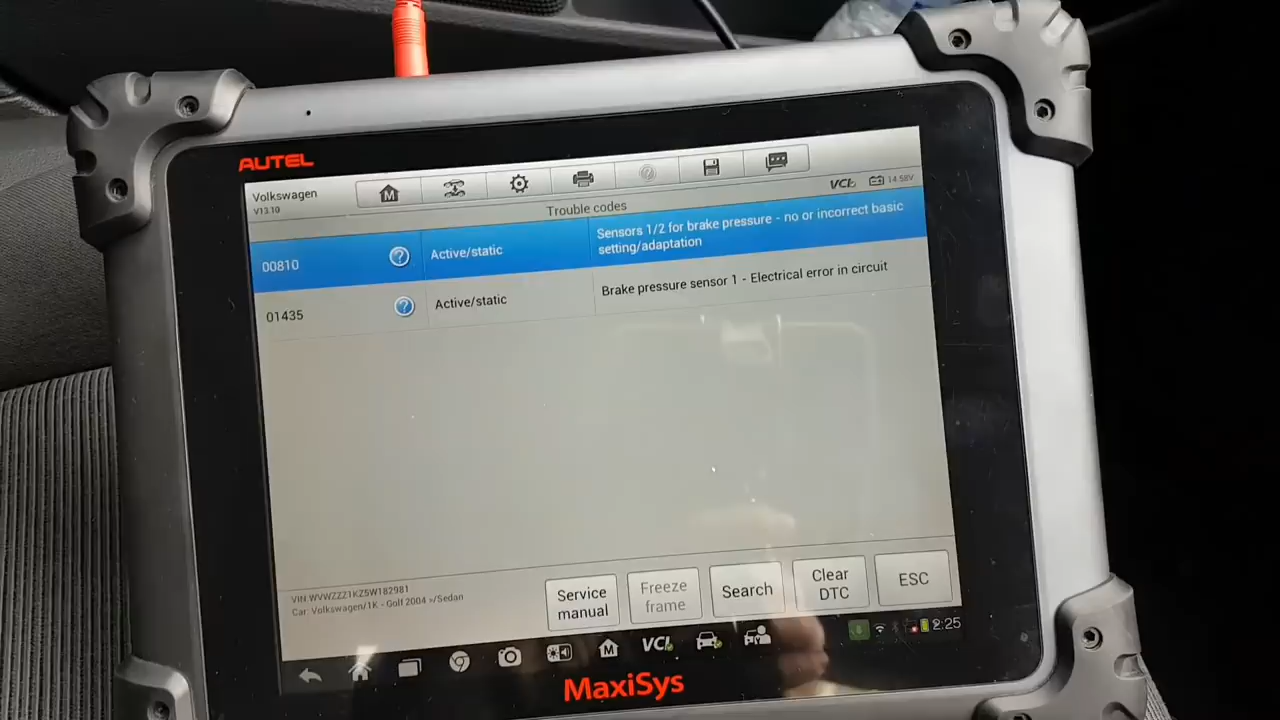 AUTEL
Volkswagen
V13.10
M
?
VCI
14.58V
Trouble codes
00810
?
Active/static
Sensors 1/2 for brake pressure - no or incorrect basic
setting/adaptation
01435
?
Active/static
Brake pressure sensor 1 - Electrical error in circuit
VIN:WVWZZZ1KZ5W182981
Car: Volkswagen/1K - Golf 2004 >/Sedan
Service
manual
Freeze
frame
Search
Clear
DTC
ESC
M
VCI
2:25
MaxiSys